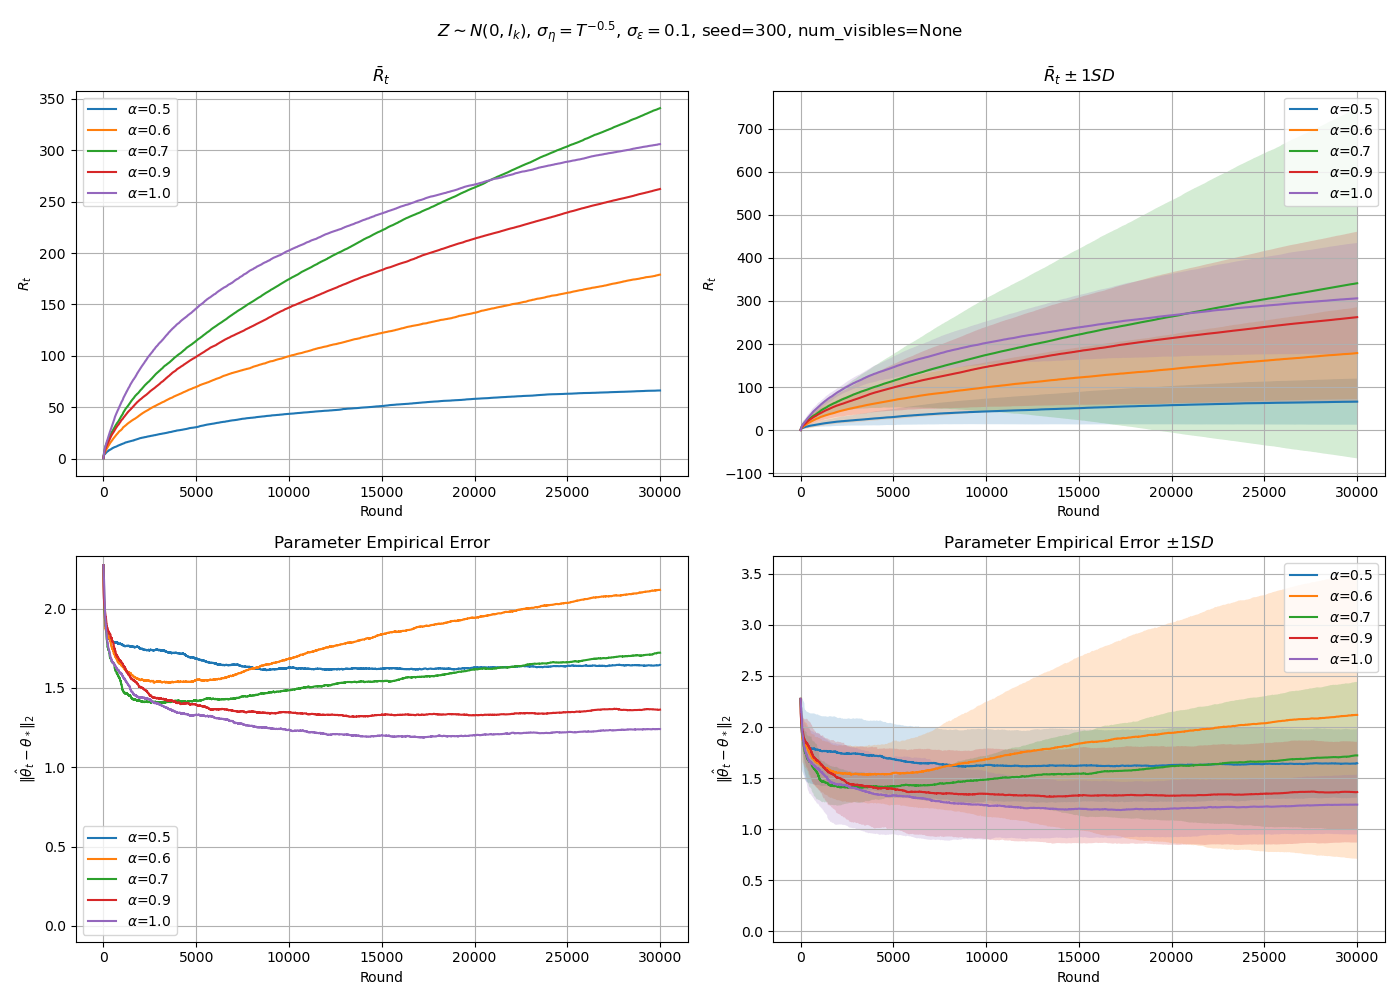 Z ∼ N(0, I_k), σ_η = T^{−0.5}, σ_ε = 0.1, seed=300, num_visibles=None
R̄_t
350
300
250
200
150
100
50
0
R_t
α=0.5
α=0.6
α=0.7
α=0.9
α=1.0
0 5000 10000 15000 20000 25000 30000
Round
R̄_t ± 1SD
700
600
500
400
300
200
100
0
−100
R_t
α=0.5
α=0.6
α=0.7
α=0.9
α=1.0
0 5000 10000 15000 20000 25000 30000
Round
Parameter Empirical Error
2.0
1.5
1.0
0.5
0.0
‖θ̂_t − θ_*‖_2
α=0.5
α=0.6
α=0.7
α=0.9
α=1.0
0 5000 10000 15000 20000 25000 30000
Round
Parameter Empirical Error ±1SD
3.5
3.0
2.5
2.0
1.5
1.0
0.5
0.0
‖θ̂_t − θ_*‖_2
α=0.5
α=0.6
α=0.7
α=0.9
α=1.0
0 5000 10000 15000 20000 25000 30000
Round